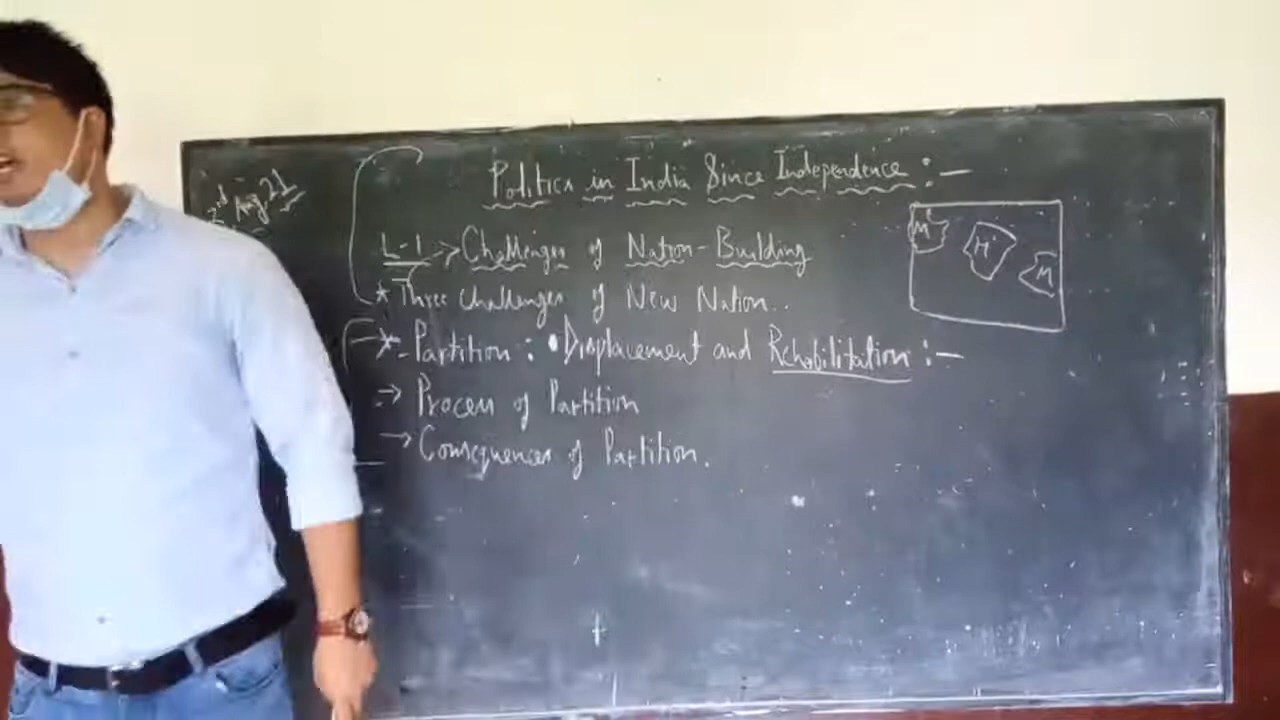 Aug 21
Politics in India Since Independence :-
L-1 → Challenges of Nation-Building
* Three Challenges of New Nation..
* - Partition : • Displacement and Rehabilitation :-
→ Process of Partition
→ Consequences of Partition.
M
H
M